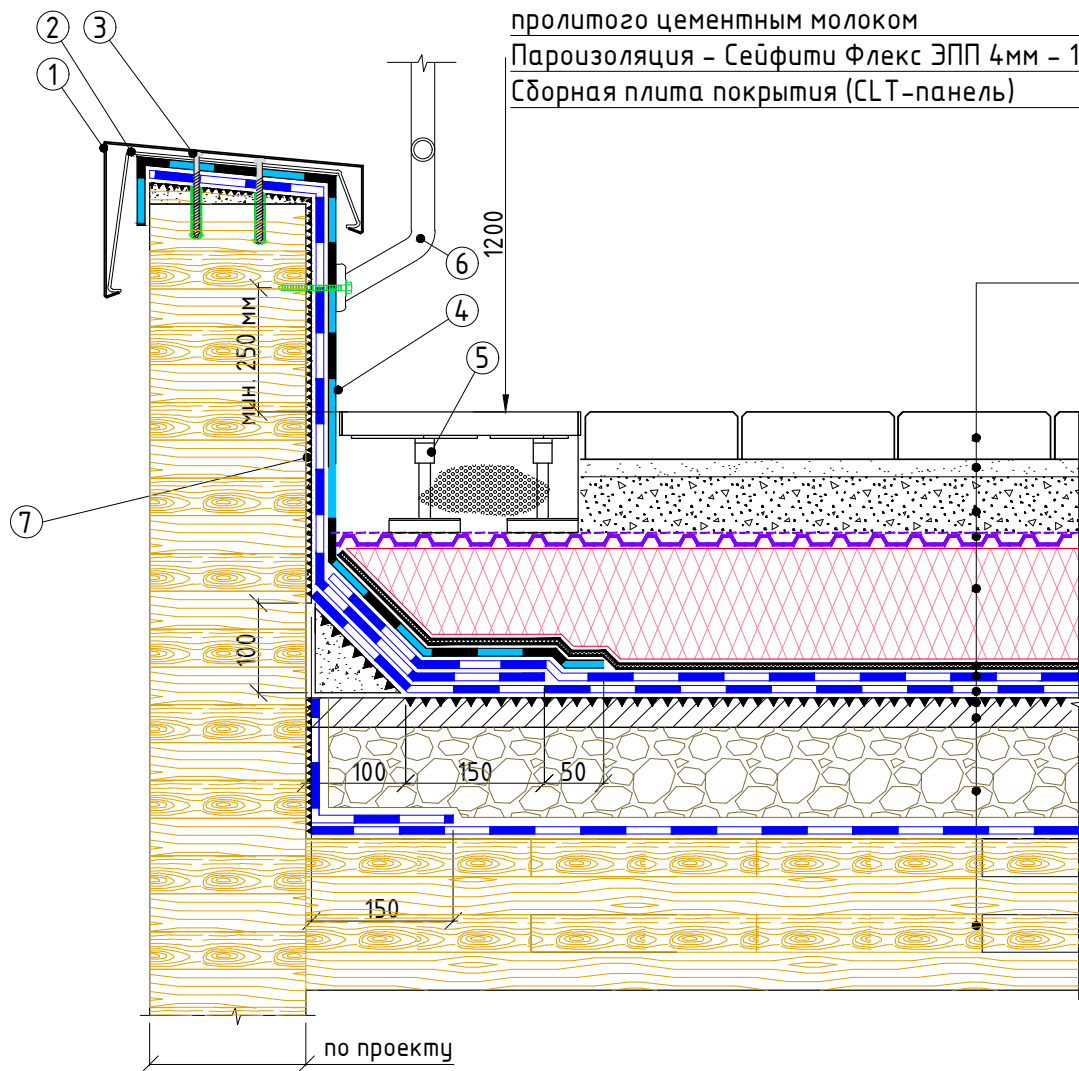 пролитого цементным молоком
Пароизоляция - Сейфити Флекс ЭПП 4мм - 1
Сборная плита покрытия (CLT-панель)
2
3
1
1200
6
4
мин. 250 мм
5
7
100
100
150
50
150
по проекту